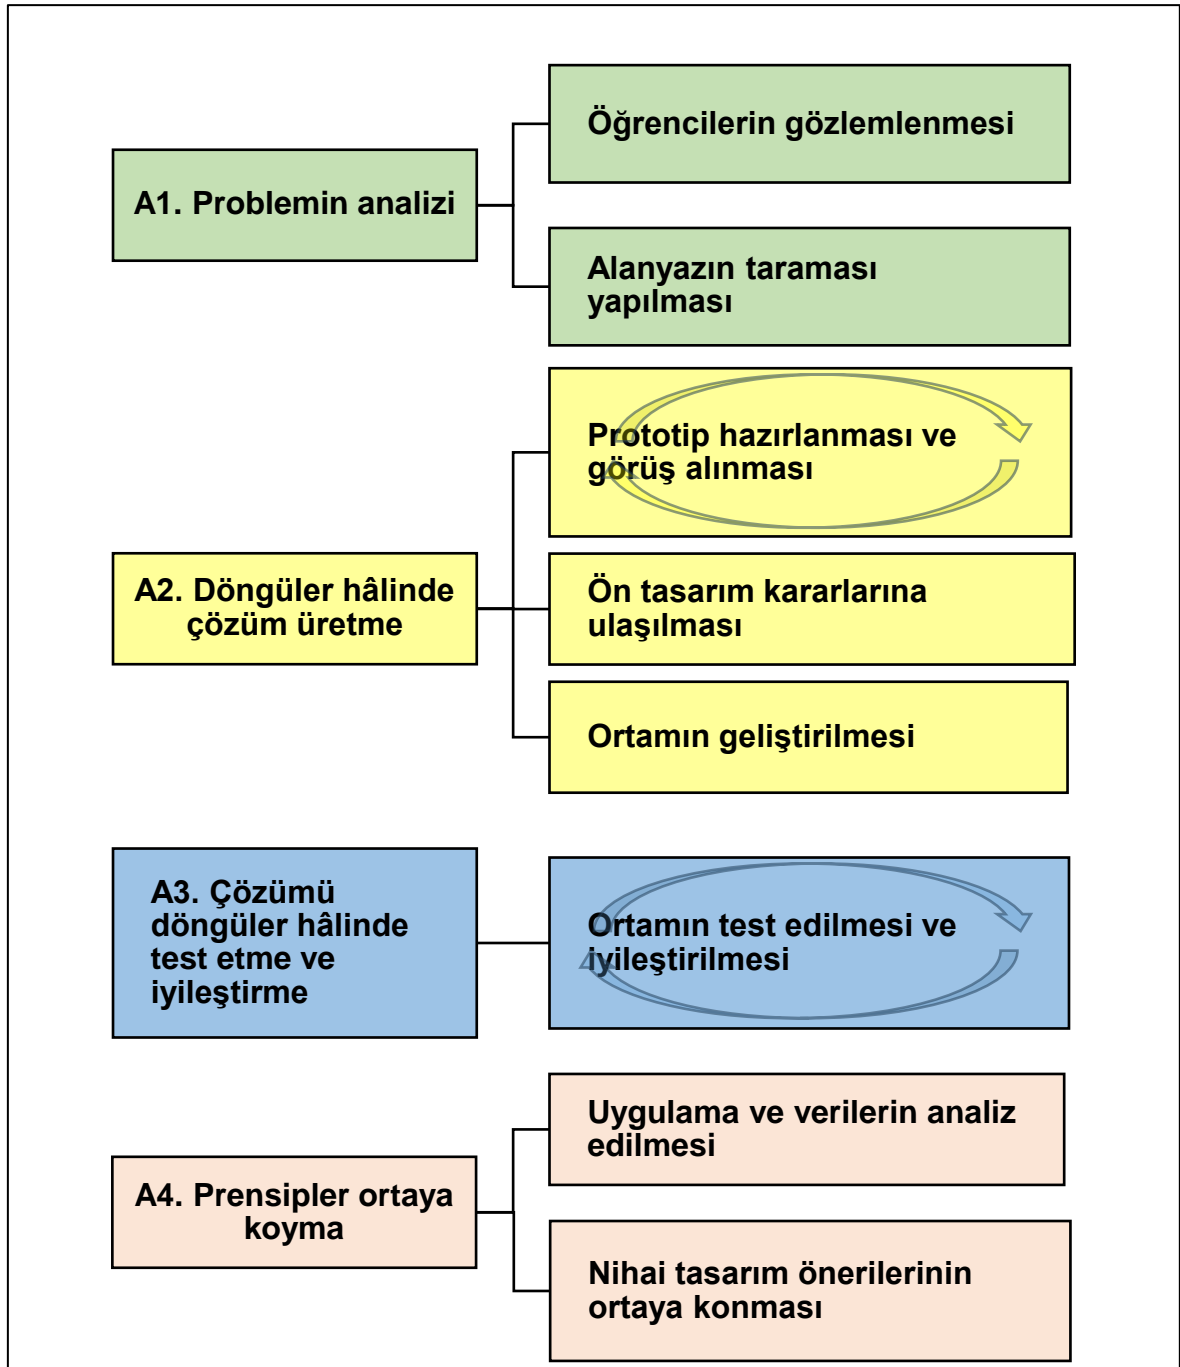 Öğrencilerin gözlemlenmesi
A1. Problemin analizi
Alanyazın taraması
yapılması
Prototip hazırlanması ve
görüş alınması
A2. Döngüler hâlinde
çözüm üretme
Ön tasarım kararlarına
ulaşılması
Ortamın geliştirilmesi
A3. Çözümü
döngüler hâlinde
test etme ve
iyileştirme
Ortamın test edilmesi ve
iyileştirilmesi
Uygulama ve verilerin analiz
edilmesi
A4. Prensipler ortaya
koyma
Nihai tasarım önerilerinin
ortaya konması